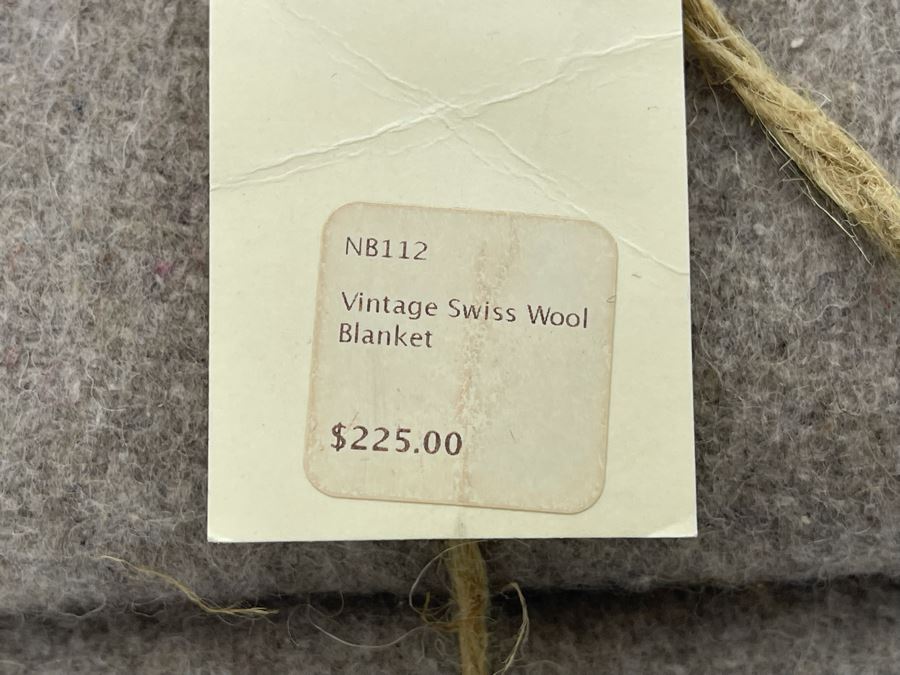 NB112
Vintage Swiss Wool
Blanket
$225.00